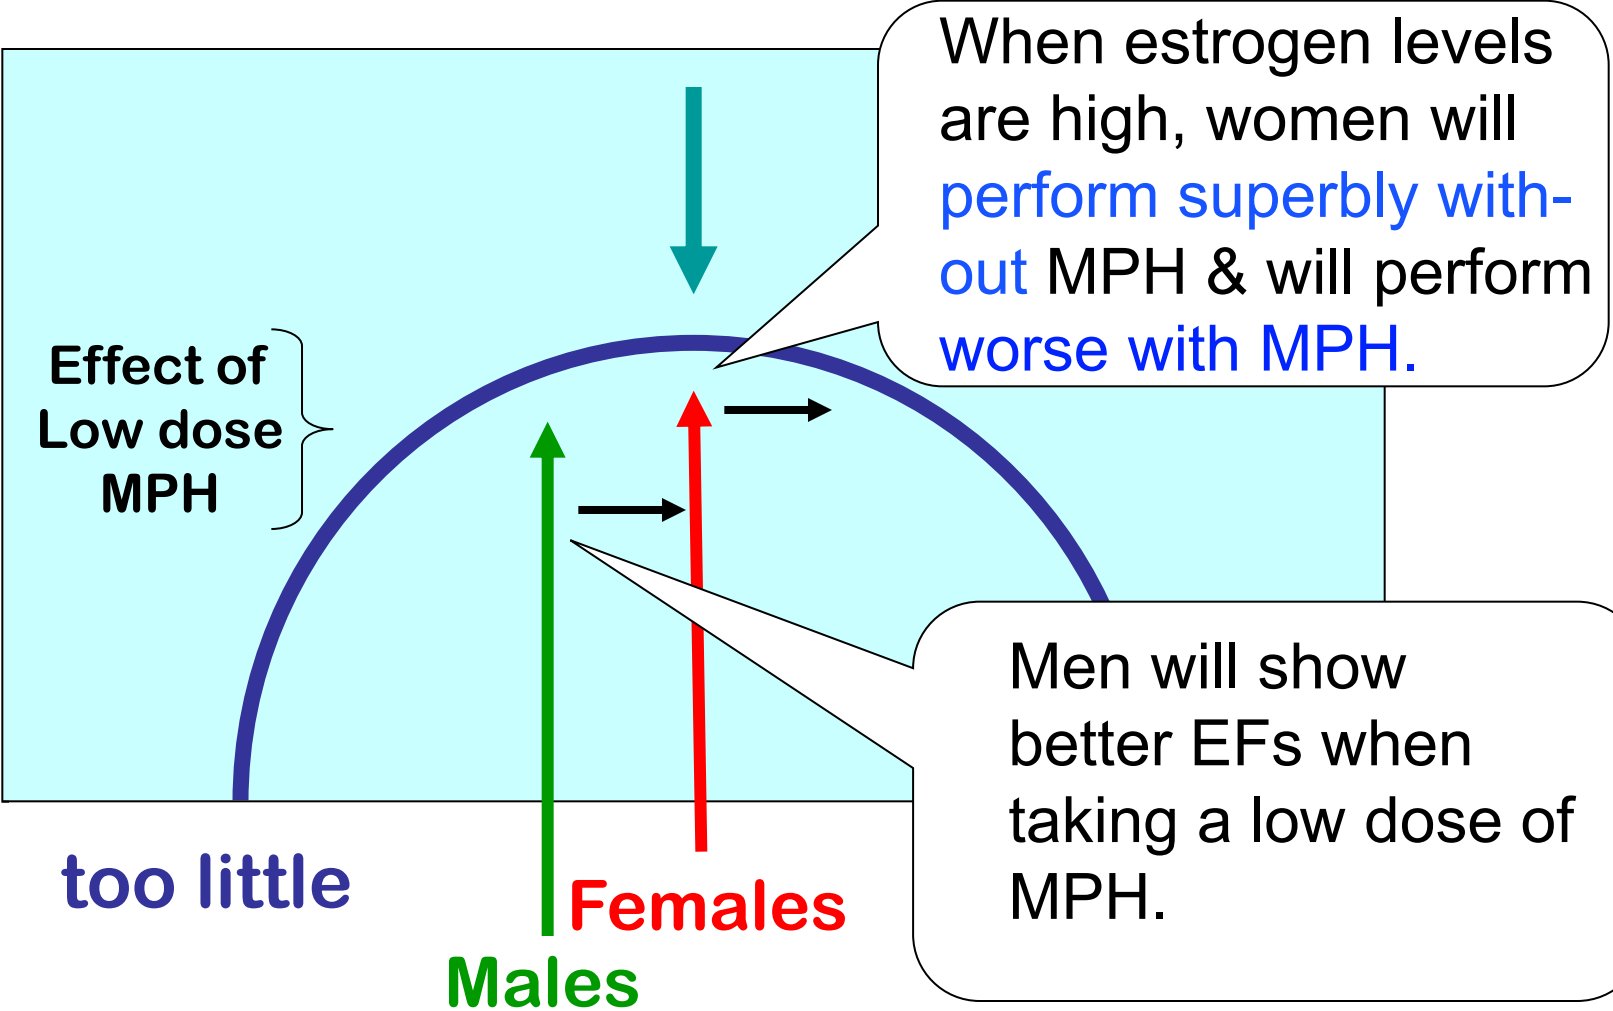 When estrogen levels
are high, women will
perform superbly with-
out MPH & will perform
worse with MPH.
Effect of
Low dose
MPH
Men will show
better EFs when
taking a low dose of
MPH.
too little
Females
Males